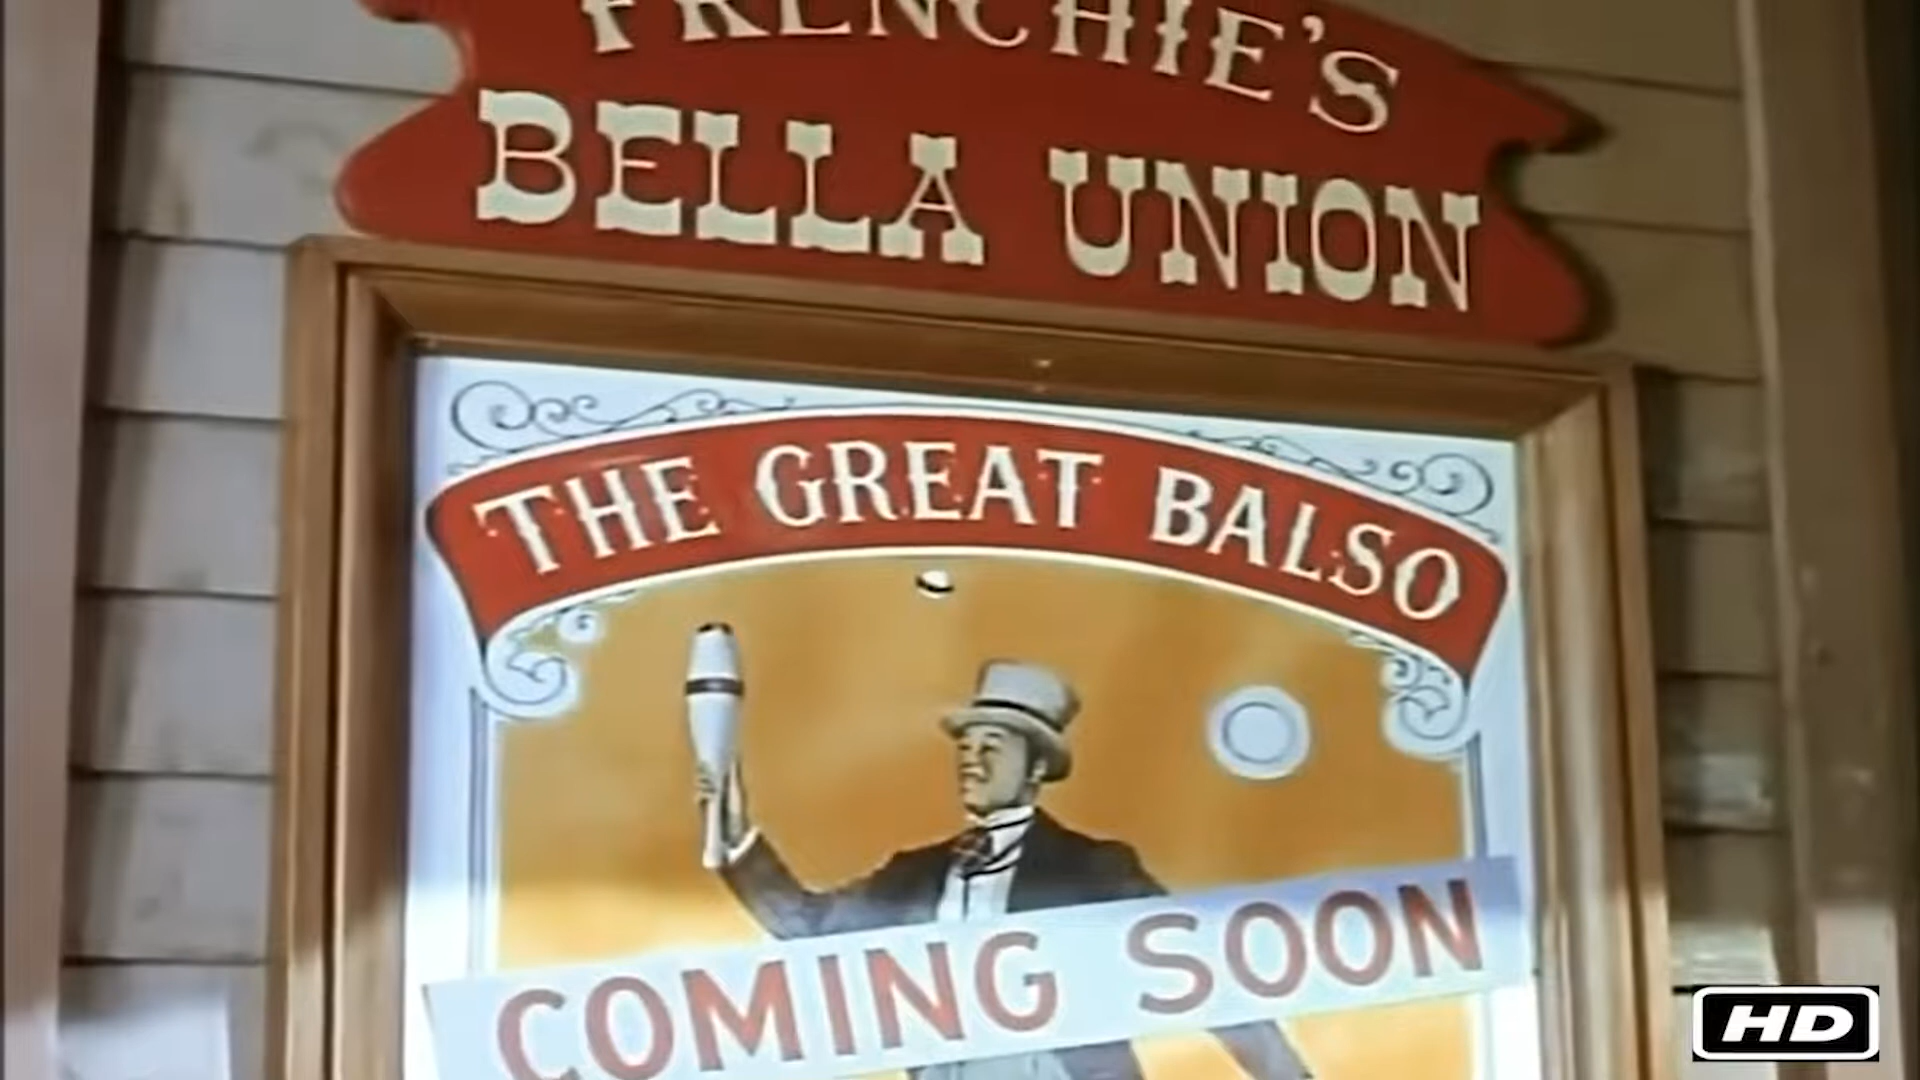 FRENCHIE'S
BELLA UNION
THE GREAT BALSO
COMING SOON
HD